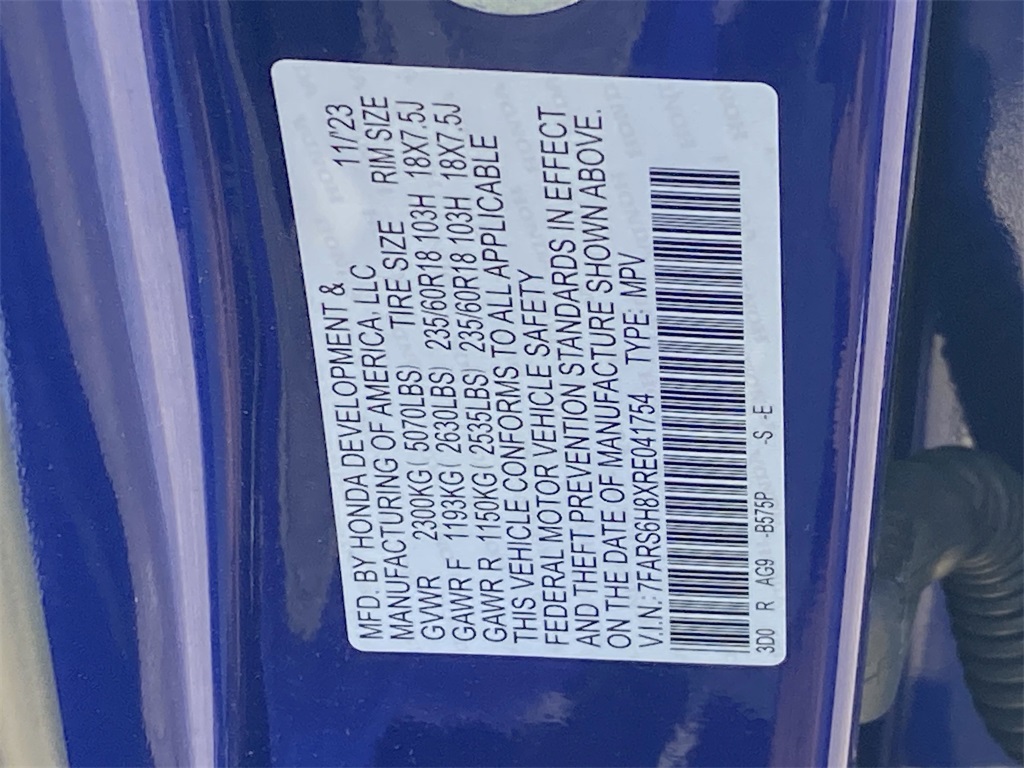 MFD. BY HONDA DEVELOPMENT & 11/23
MANUFACTURING OF AMERICA, LLC
GVWR 2300KG( 5070LBS) TIRE SIZE RIM SIZE
GAWR F 1193KG( 2630LBS) 235/60R18 103H 18X7.5J
GAWR R 1150KG( 2535LBS) 235/60R18 103H 18X7.5J
THIS VEHICLE CONFORMS TO ALL APPLICABLE
FEDERAL MOTOR VEHICLE SAFETY
AND THEFT PREVENTION STANDARDS IN EFFECT
ON THE DATE OF MANUFACTURE SHOWN ABOVE.
V.I.N.:7FARS6H8XRE041754 TYPE: MPV
3D0 R AG9 -B575P -S -E